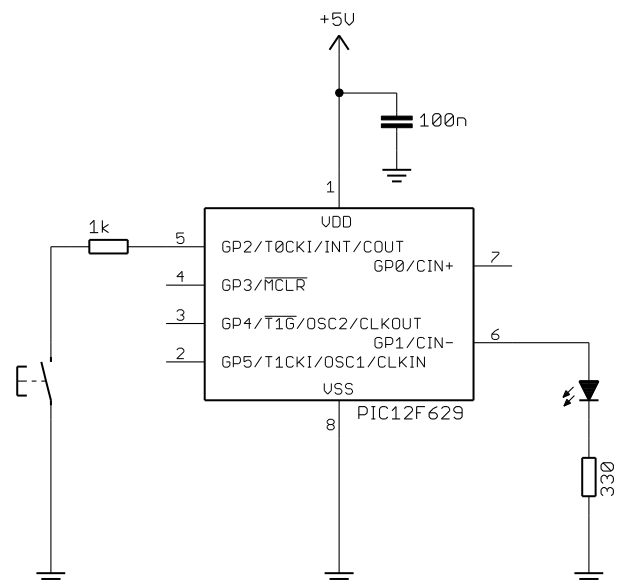 +5V
100n
1
VDD
1k
5
GP2/T0CKI/INT/COUT
GP0/CIN+
7
4
GP3/MCLR
3
GP4/T1G/OSC2/CLKOUT
GP1/CIN-
6
2
GP5/T1CKI/OSC1/CLKIN
VSS
PIC12F629
8
330